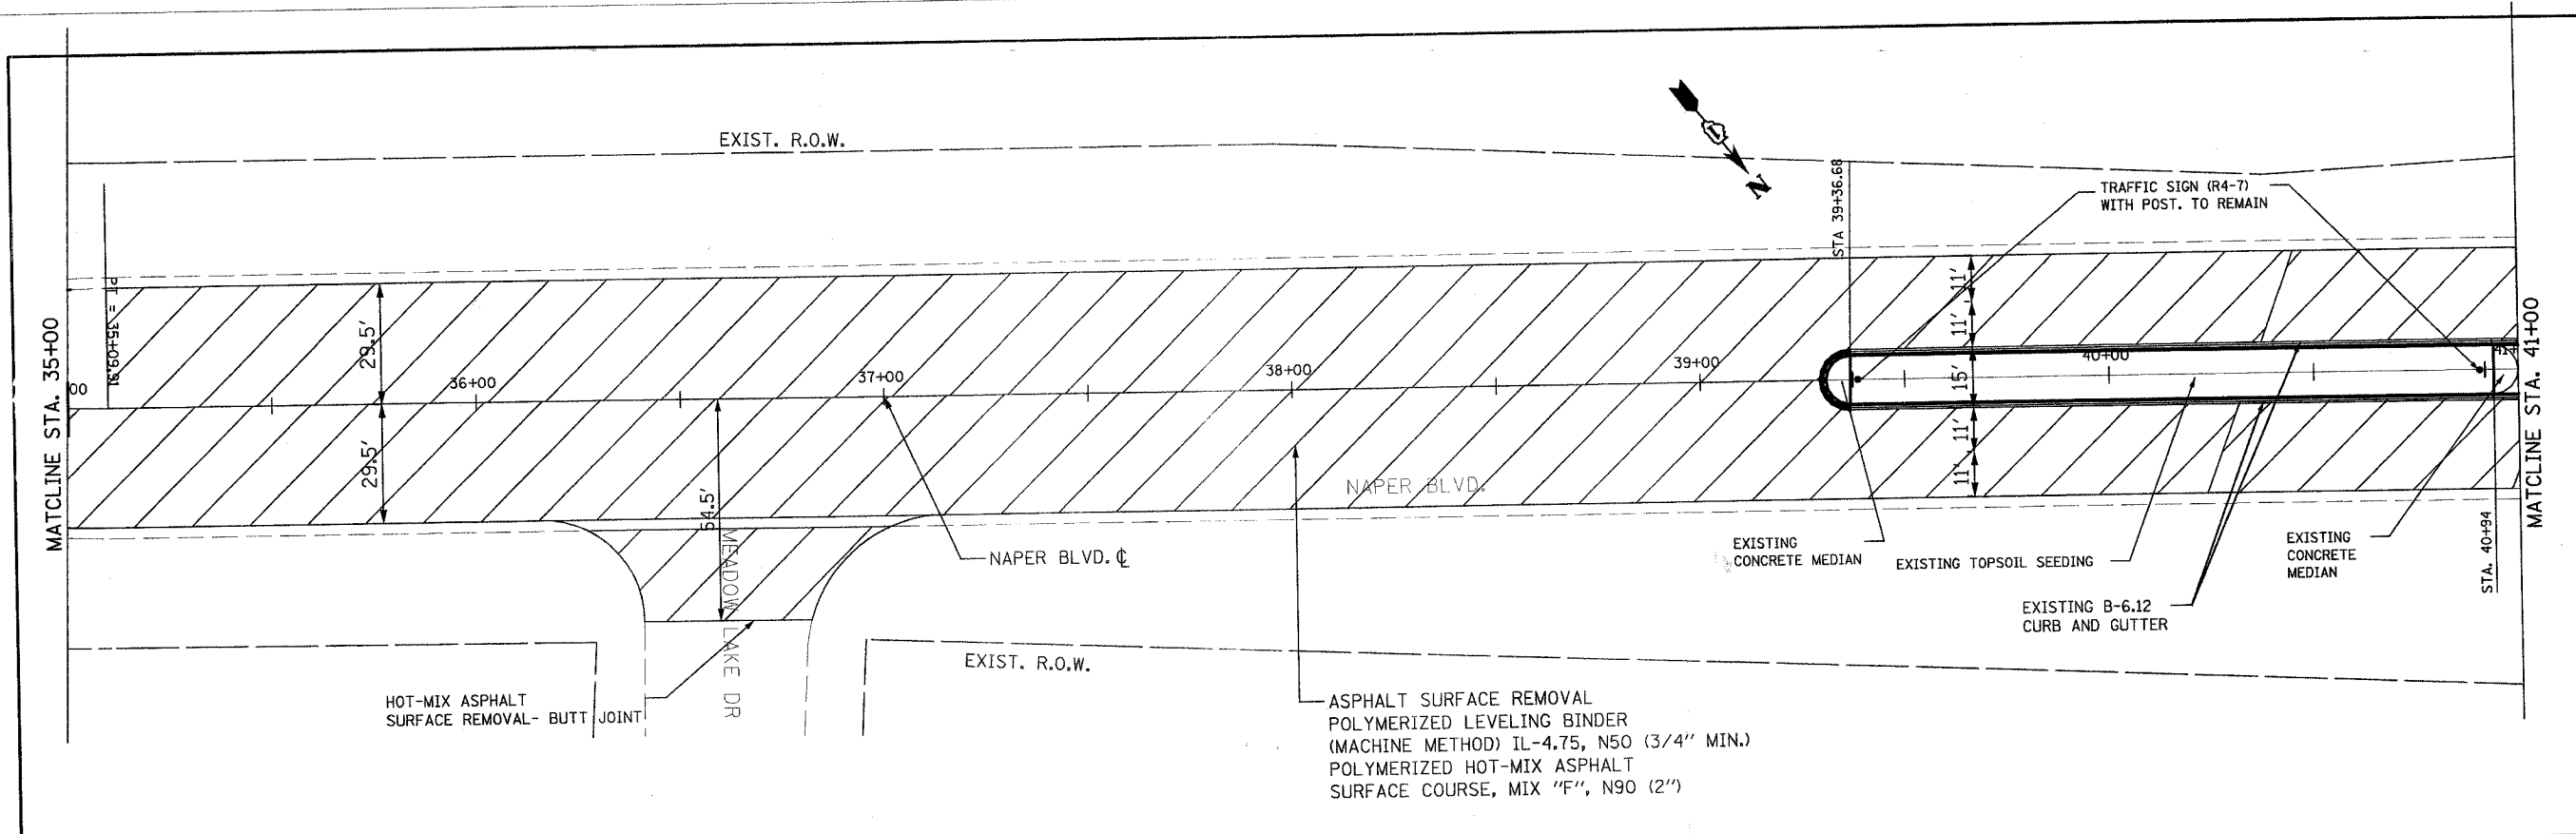 EXIST. R.O.W.
N
STA 39+36.68
TRAFFIC SIGN (R4-7)
WITH POST. TO REMAIN
MATCLINE STA. 35+00
PT = 35+09.91
29.5'
29.5'
00
36+00
37+00
38+00
39+00
40+00
41+
11'
11'
15'
11'
11'
54.5'
MEADOW LAKE DR
NAPER BLVD.
NAPER BLVD. ℄
MATCLINE STA. 41+00
STA. 40+94
EXISTING
CONCRETE MEDIAN
EXISTING TOPSOIL SEEDING
EXISTING
CONCRETE
MEDIAN
EXISTING B-6.12
CURB AND GUTTER
EXIST. R.O.W.
HOT-MIX ASPHALT
SURFACE REMOVAL- BUTT JOINT
ASPHALT SURFACE REMOVAL
POLYMERIZED LEVELING BINDER
(MACHINE METHOD) IL-4.75, N50 (3/4" MIN.)
POLYMERIZED HOT-MIX ASPHALT
SURFACE COURSE, MIX "F", N90 (2")